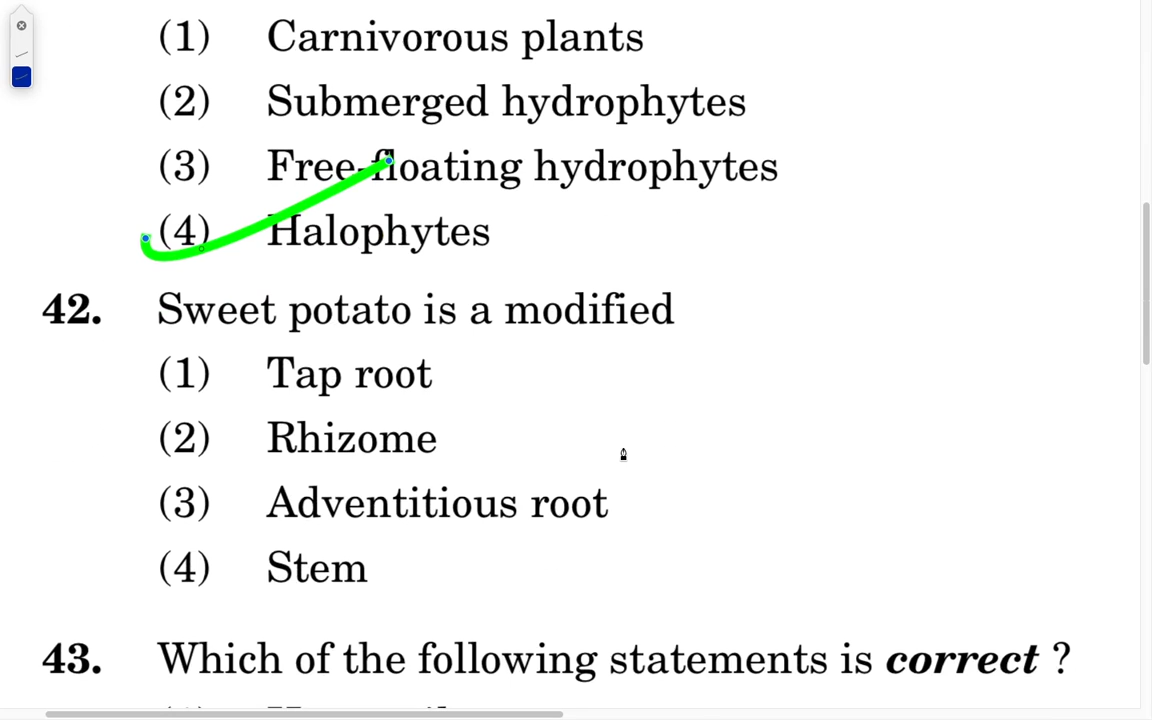 (1) Carnivorous plants
(2) Submerged hydrophytes
(3) Free-floating hydrophytes
(4) Halophytes
42. Sweet potato is a modified
(1) Tap root
(2) Rhizome
(3) Adventitious root
(4) Stem
43. Which of the following statements is correct ?